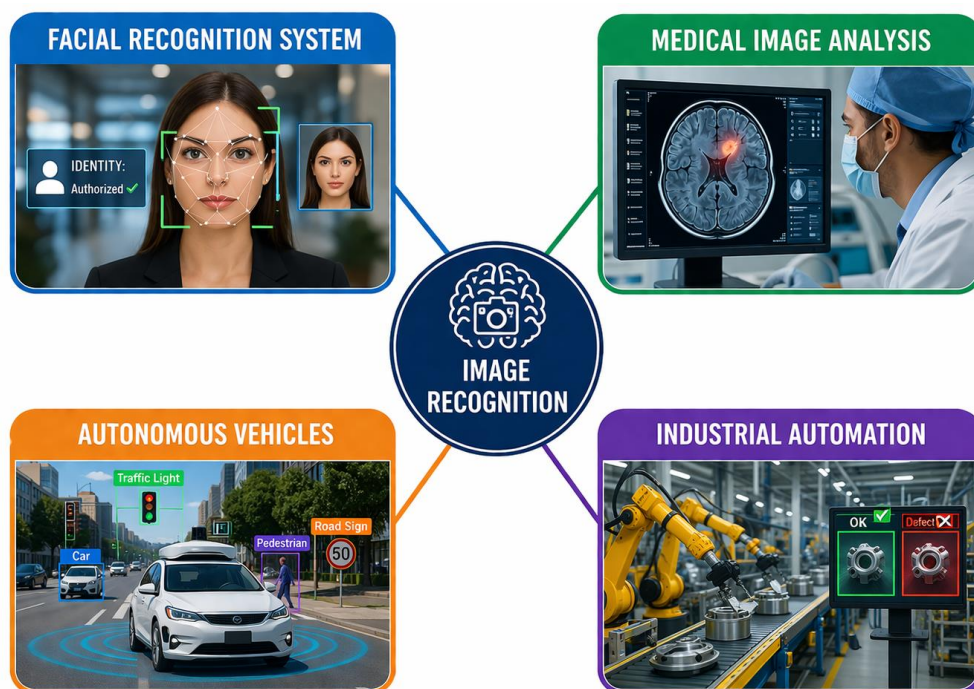 FACIAL RECOGNITION SYSTEM
IDENTITY:
Authorized
MEDICAL IMAGE ANALYSIS
IMAGE
RECOGNITION
AUTONOMOUS VEHICLES
Traffic Light
Car
Pedestrian
Road Sign
50
INDUSTRIAL AUTOMATION
OK
Defect